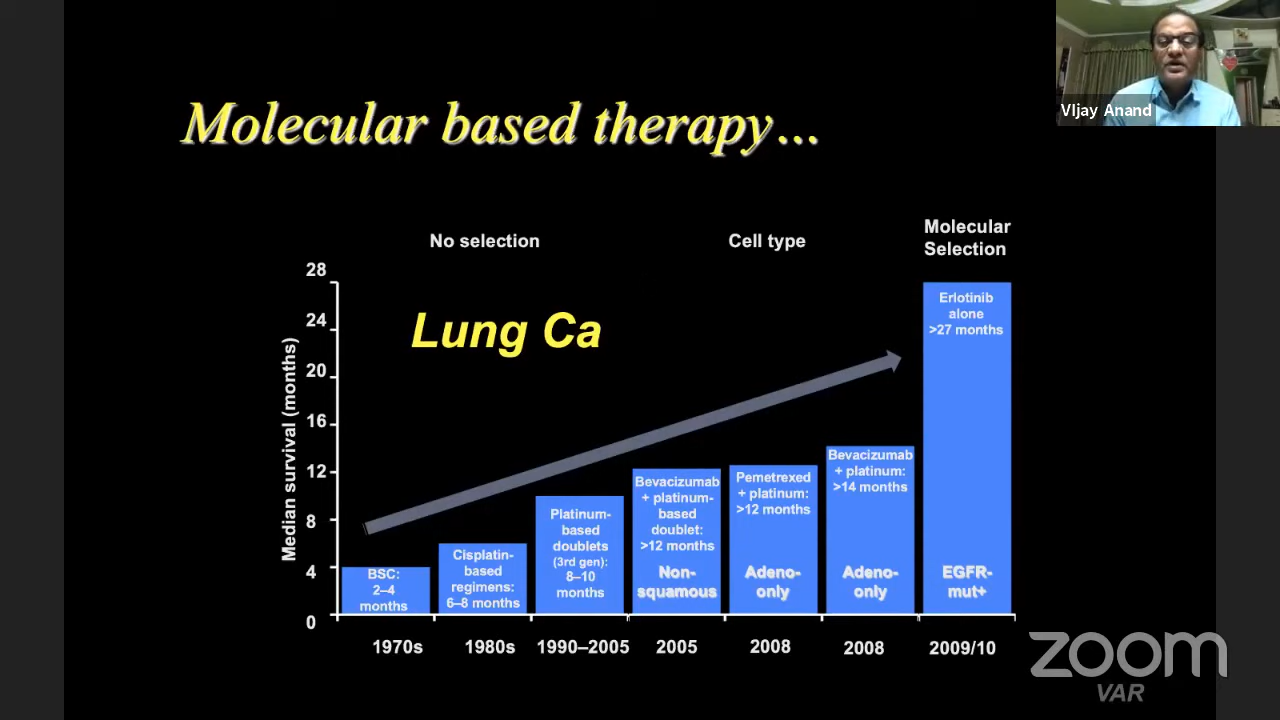 Molecular based therapy...
VIjay Anand
No selection
Cell type
Molecular
Selection
Lung Ca
Median survival (months)
28
24
20
16
12
8
4
0
BSC:
2–4
months
Cisplatin-
based
regimens:
6–8 months
Platinum-
based
doublets
(3rd gen):
8–10
months
Bevacizumab
+ platinum-
based
doublet:
>12 months
Non-
squamous
Pemetrexed
+ platinum:
>12 months
Adeno-
only
Bevacizumab
+ platinum:
>14 months
Adeno-
only
Erlotinib
alone
>27 months
EGFR-
mut+
1970s
1980s
1990–2005
2005
2008
2008
2009/10
zoom
VAR